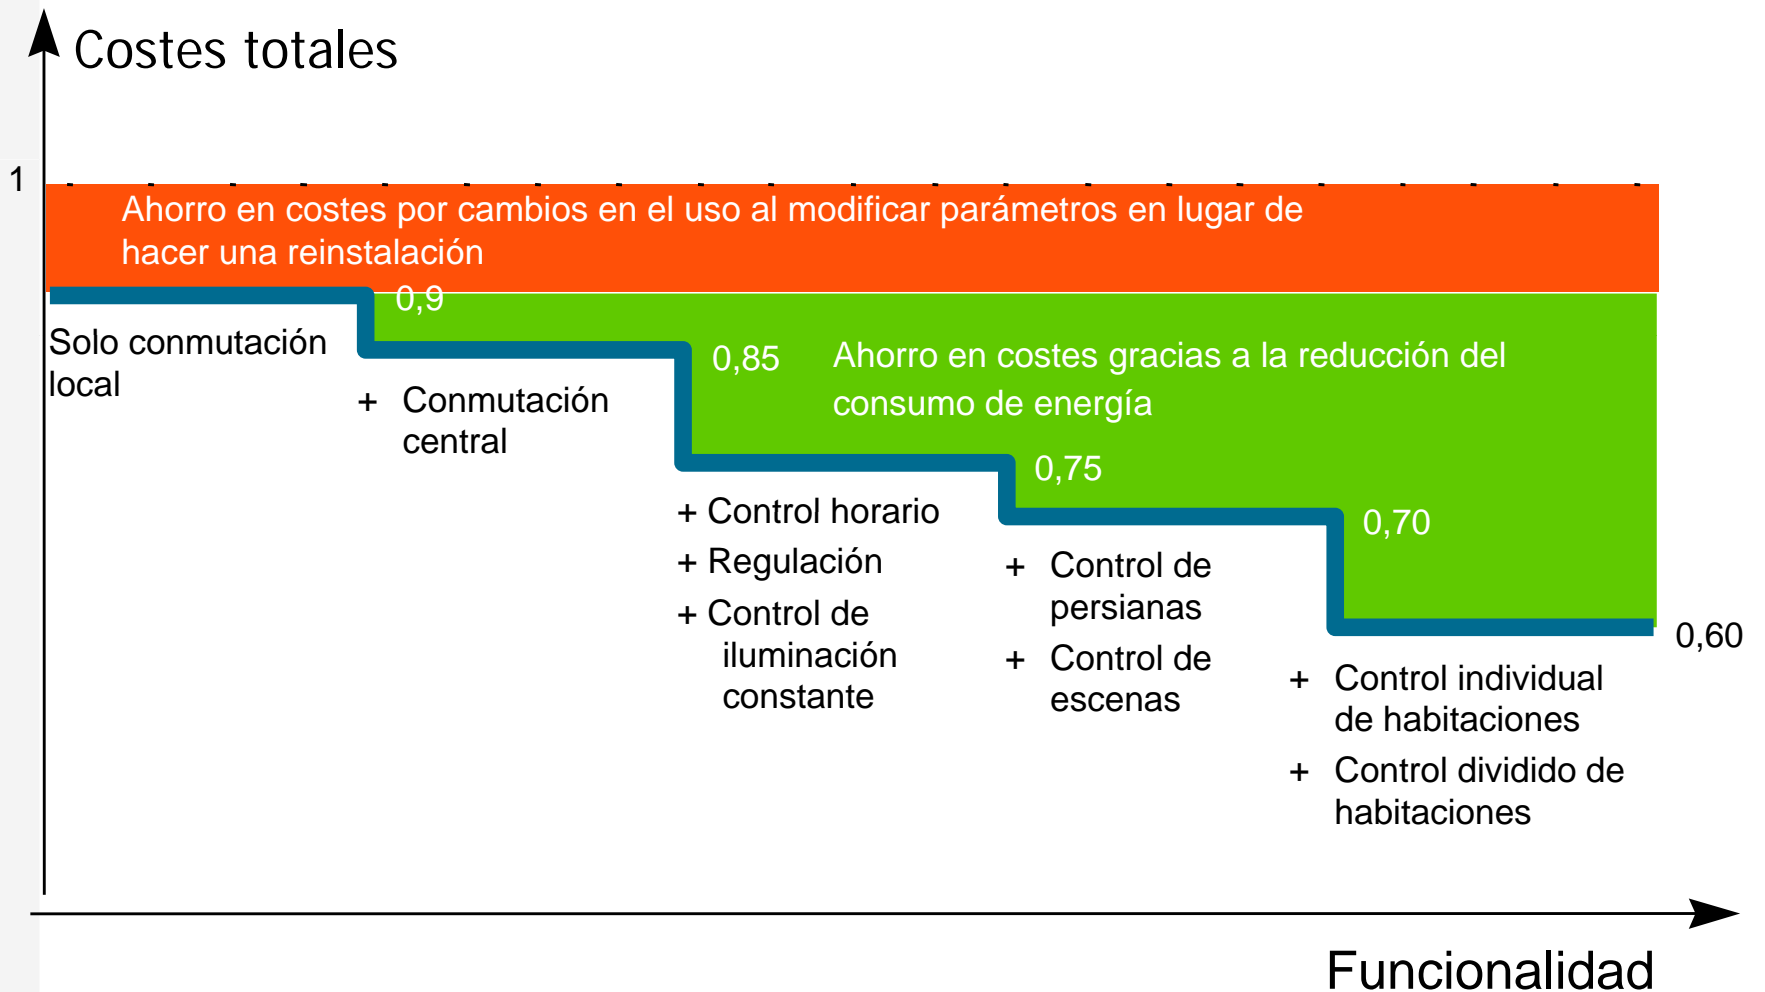 Costes totales
1
Ahorro en costes por cambios en el uso al modificar parámetros en lugar de
hacer una reinstalación
0,9
Solo conmutación
local
0,85
Ahorro en costes gracias a la reducción del
consumo de energía
+ Conmutación
central
0,75
+ Control horario
+ Regulación
+ Control de
iluminación
constante
0,70
+ Control de
persianas
+ Control de
escenas
0,60
+ Control individual
de habitaciones
+ Control dividido de
habitaciones
Funcionalidad